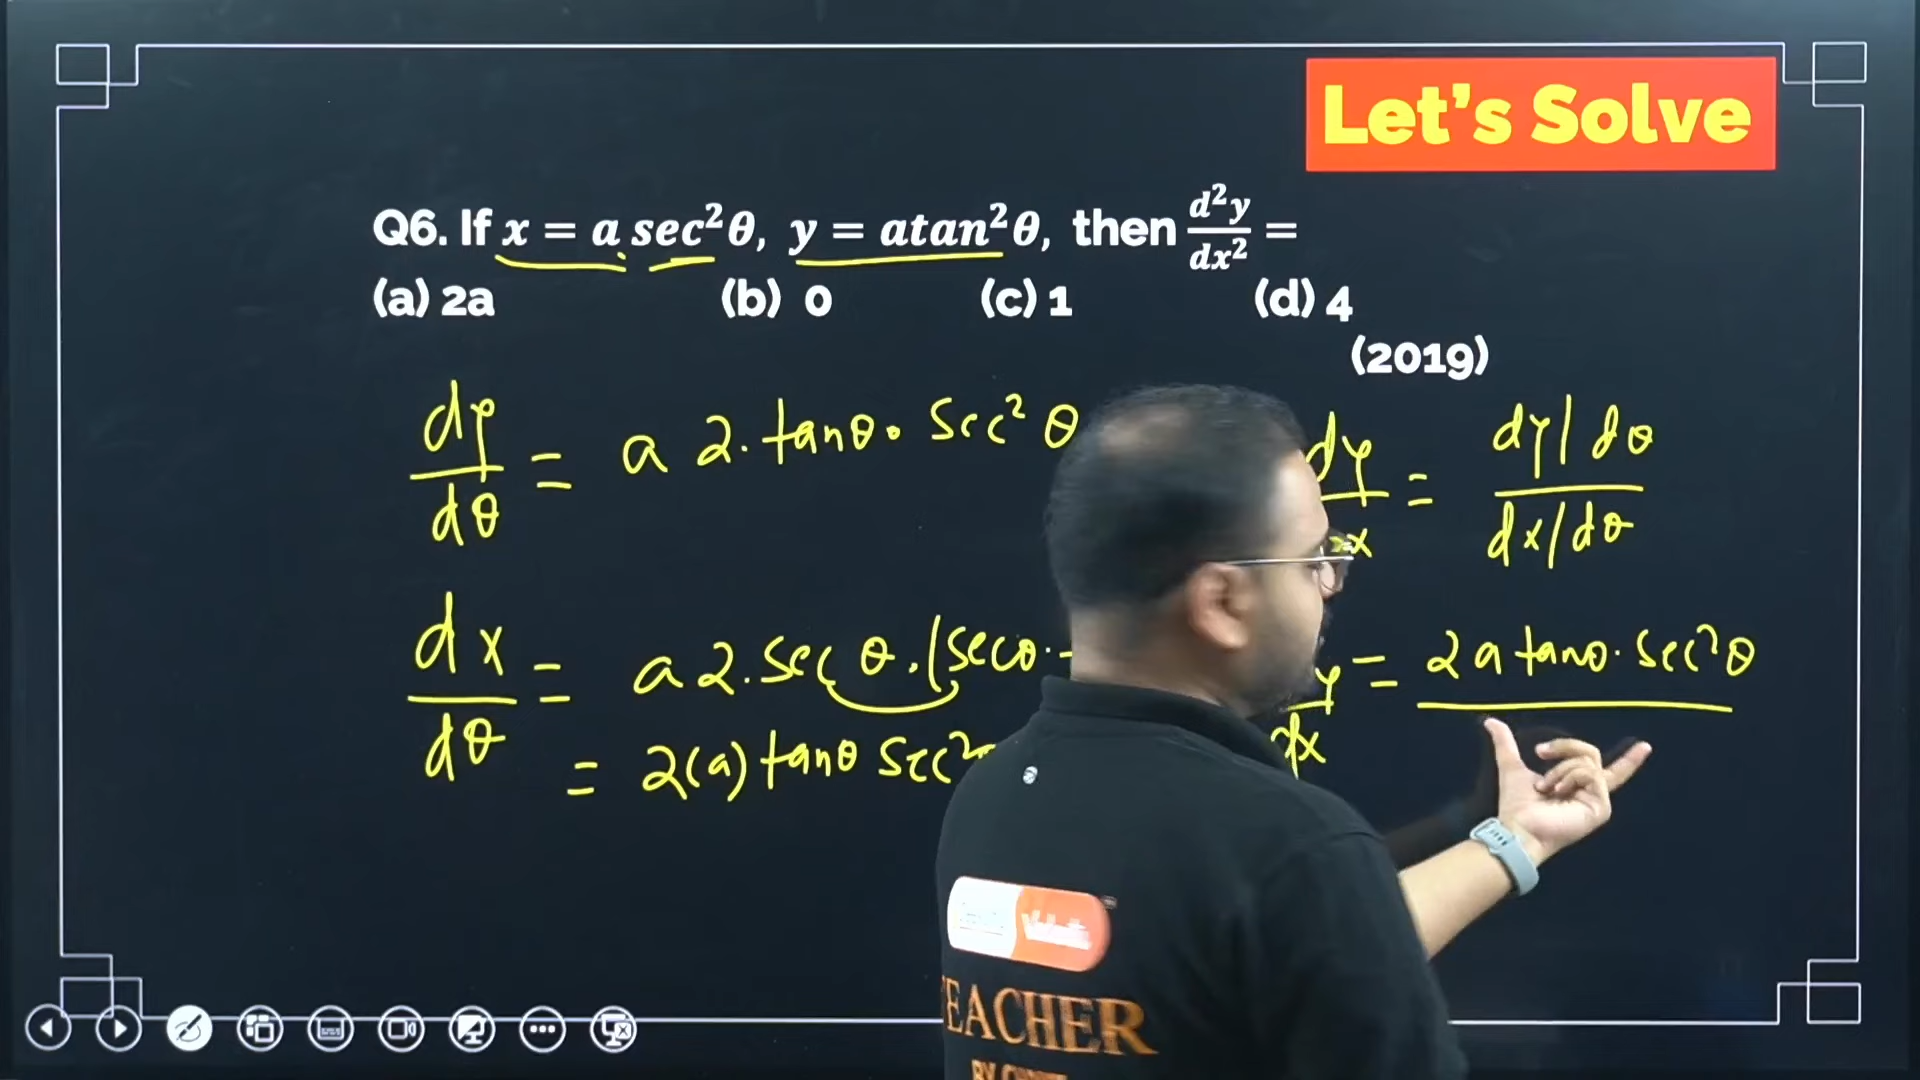 Let's Solve
Q6. If x = a sec²θ, y = atan²θ, then d²y/dx² =
(a) 2a (b) 0 (c) 1 (d) 4
(2019)
dy/dθ = a 2. tanθ. sec² θ
dy = dy/dθ / dx/dθ
dx/dθ = a 2. sec θ. (secθ.
= 2(a) tanθ sec²
y/dx = 2a tanθ. sec²θ
EACHER